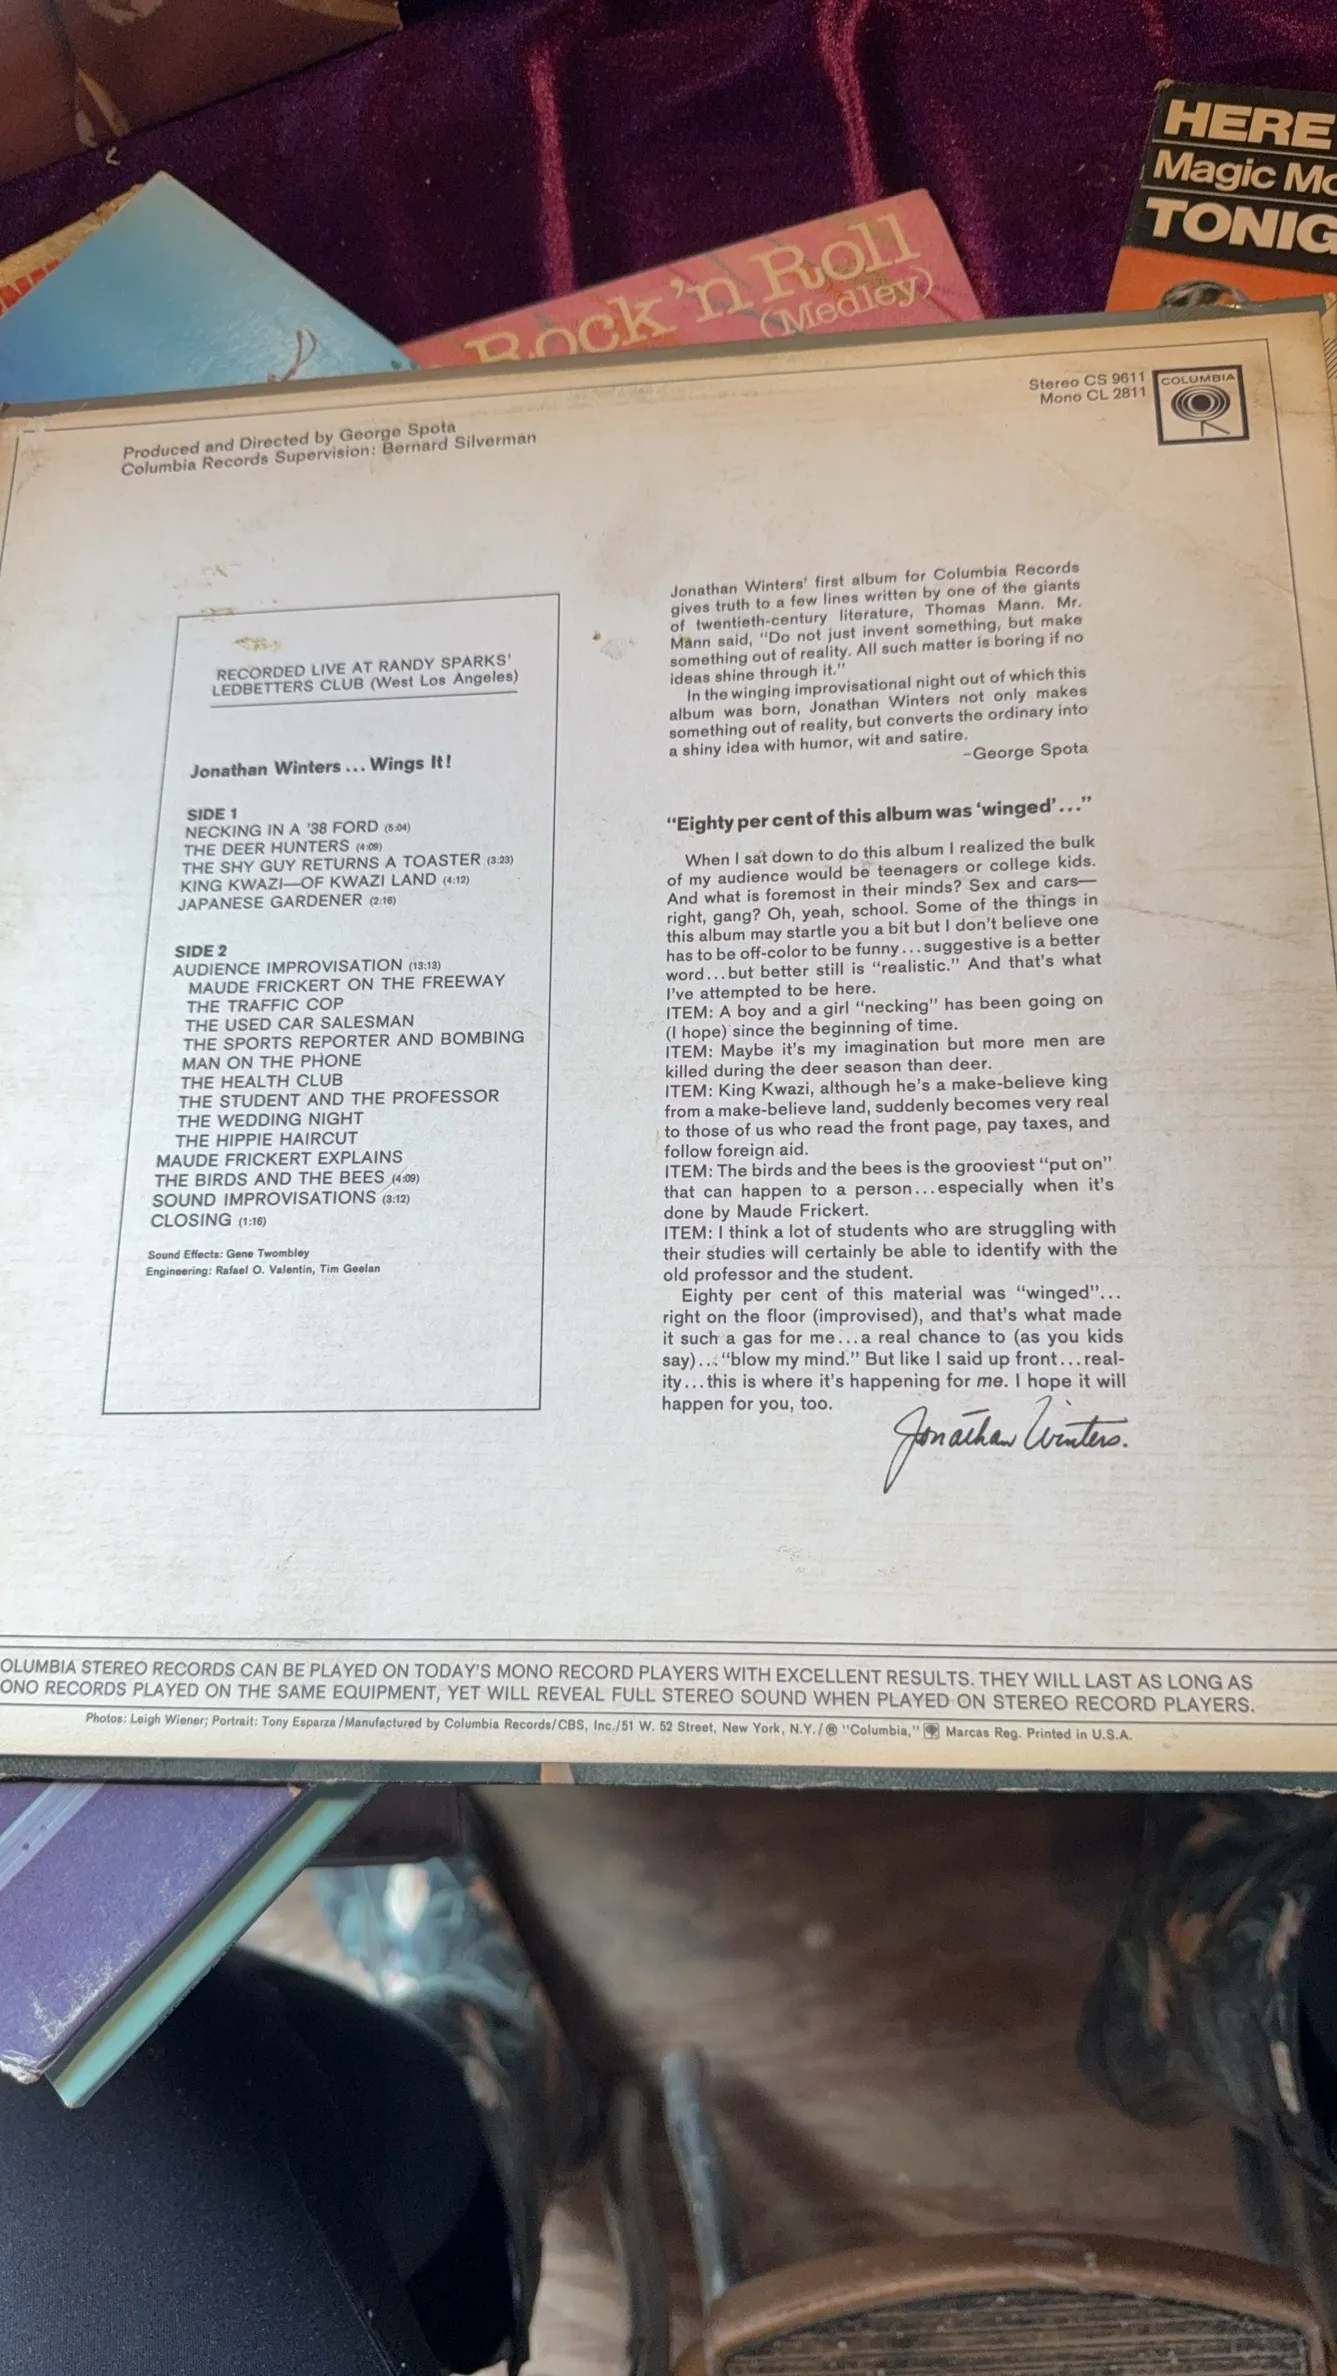 HERE
Magic Mo
TONIG
Rock 'n Roll
(Medley)
Stereo CS 9611
Mono CL 2811
COLUMBIA
Produced and Directed by George Spota
Columbia Records Supervision: Bernard Silverman
RECORDED LIVE AT RANDY SPARKS'
LEDBETTERS CLUB (West Los Angeles)
Jonathan Winters ... Wings It!
SIDE 1
NECKING IN A '38 FORD (5:04)
THE DEER HUNTERS (4:09)
THE SHY GUY RETURNS A TOASTER (3:23)
KING KWAZI—OF KWAZI LAND (4:12)
JAPANESE GARDENER (2:16)
SIDE 2
AUDIENCE IMPROVISATION (13:13)
MAUDE FRICKERT ON THE FREEWAY
THE TRAFFIC COP
THE USED CAR SALESMAN
THE SPORTS REPORTER AND BOMBING
MAN ON THE PHONE
THE HEALTH CLUB
THE STUDENT AND THE PROFESSOR
THE WEDDING NIGHT
THE HIPPIE HAIRCUT
MAUDE FRICKERT EXPLAINS
THE BIRDS AND THE BEES (4:09)
SOUND IMPROVISATIONS (3:12)
CLOSING (1:16)
Sound Effects: Gene Twombley
Engineering: Rafael O. Valentin, Tim Geelan
Jonathan Winters' first album for Columbia Records
gives truth to a few lines written by one of the giants
of twentieth-century literature, Thomas Mann. Mr.
Mann said, "Do not just invent something, but make
something out of reality. All such matter is boring if no
ideas shine through it."
In the winging improvisational night out of which this
album was born, Jonathan Winters not only makes
something out of reality, but converts the ordinary into
a shiny idea with humor, wit and satire.
–George Spota
"Eighty per cent of this album was 'winged'..."
When I sat down to do this album I realized the bulk
of my audience would be teenagers or college kids.
And what is foremost in their minds? Sex and cars—
right, gang? Oh, yeah, school. Some of the things in
this album may startle you a bit but I don't believe one
has to be off-color to be funny...suggestive is a better
word...but better still is "realistic." And that's what
I've attempted to be here.
ITEM: A boy and a girl "necking" has been going on
(I hope) since the beginning of time.
ITEM: Maybe it's my imagination but more men are
killed during the deer season than deer.
ITEM: King Kwazi, although he's a make-believe king
from a make-believe land, suddenly becomes very real
to those of us who read the front page, pay taxes, and
follow foreign aid.
ITEM: The birds and the bees is the grooviest "put on"
that can happen to a person...especially when it's
done by Maude Frickert.
ITEM: I think a lot of students who are struggling with
their studies will certainly be able to identify with the
old professor and the student.
Eighty per cent of this material was "winged"...
right on the floor (improvised), and that's what made
it such a gas for me...a real chance to (as you kids
say)..."blow my mind." But like I said up front...real-
ity...this is where it's happening for me. I hope it will
happen for you, too.
Jonathan Winters.
OLUMBIA STEREO RECORDS CAN BE PLAYED ON TODAY'S MONO RECORD PLAYERS WITH EXCELLENT RESULTS. THEY WILL LAST AS LONG AS
ONO RECORDS PLAYED ON THE SAME EQUIPMENT, YET WILL REVEAL FULL STEREO SOUND WHEN PLAYED ON STEREO RECORD PLAYERS.
Photos: Leigh Wiener; Portrait: Tony Esparza/Manufactured by Columbia Records/CBS, Inc./51 W. 52 Street, New York, N.Y./® "Columbia," Marcas Reg. Printed in U.S.A.